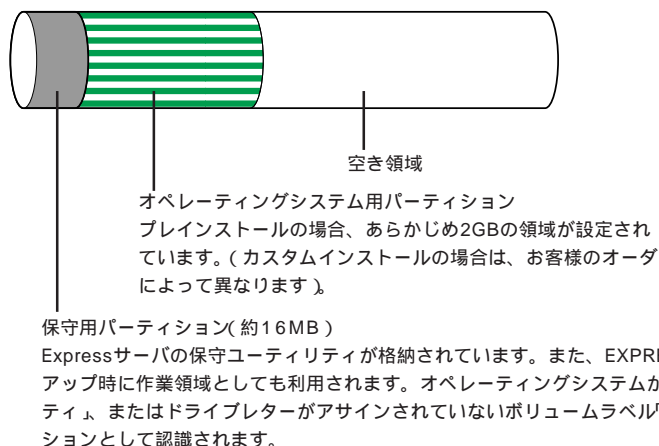 空き領域
オペレーティングシステム用パーティション
プレインストールの場合、あらかじめ2GBの領域が設定され
ています。(カスタムインストールの場合は、お客様のオーダ
によって異なります)。
保守用パーティション(約16MB)
Expressサーバの保守ユーティリティが格納されています。また、EXPRE
アップ時に作業領域としても利用されます。オペレーティングシステムか
ティ」、またはドライブレターがアサインされていないボリュームラベル「
ションとして認識されます。